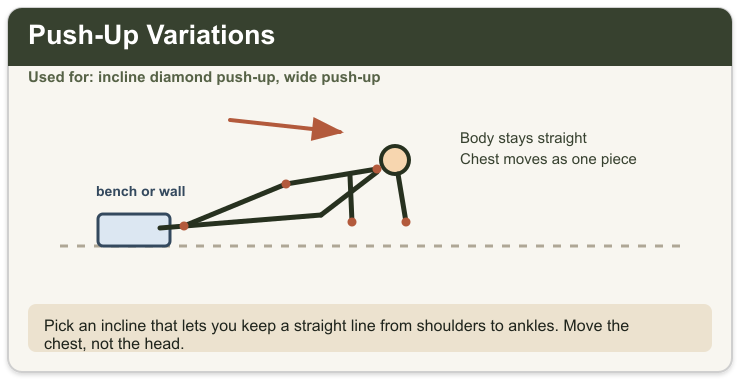 Push-Up Variations
Used for: incline diamond push-up, wide push-up
Body stays straight
Chest moves as one piece
bench or wall
Pick an incline that lets you keep a straight line from shoulders to ankles. Move the
chest, not the head.